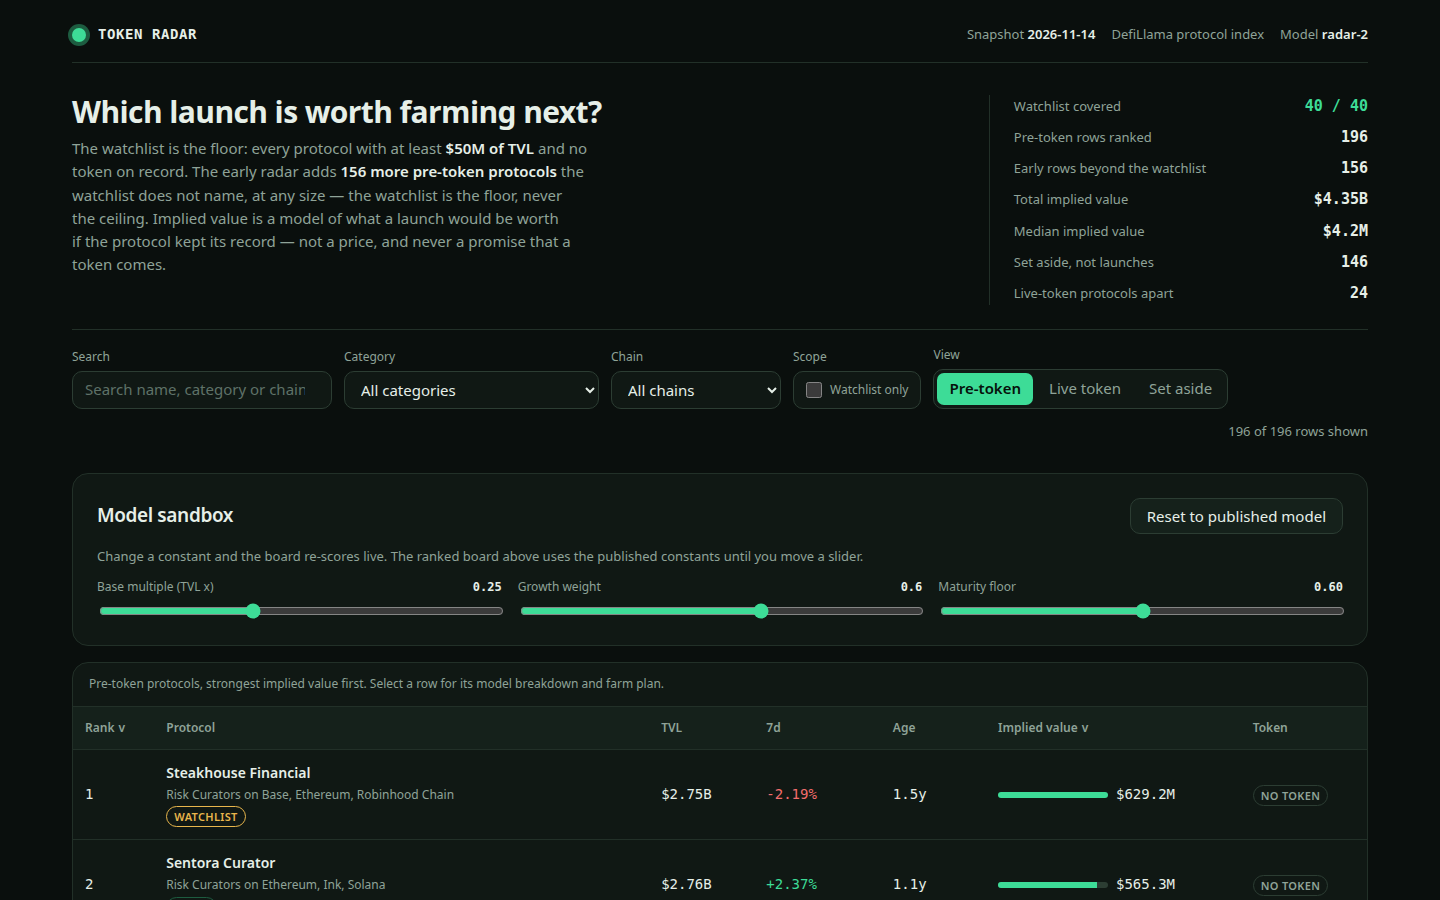 TOKEN RADAR
Snapshot 2026-11-14 DefiLlama protocol index Model radar-2
Which launch is worth farming next?
The watchlist is the floor: every protocol with at least $50M of TVL and no
token on record. The early radar adds 156 more pre-token protocols the
watchlist does not name, at any size — the watchlist is the floor, never
the ceiling. Implied value is a model of what a launch would be worth
if the protocol kept its record — not a price, and never a promise that a
token comes.
Watchlist covered 40 / 40
Pre-token rows ranked 196
Early rows beyond the watchlist 156
Total implied value $4.35B
Median implied value $4.2M
Set aside, not launches 146
Live-token protocols apart 24
Search Category Chain Scope View
Search name, category or chain All categories All chains Watchlist only Pre-token Live token Set aside
196 of 196 rows shown
Model sandbox
Reset to published model
Change a constant and the board re-scores live. The ranked board above uses the published constants until you move a slider.
Base multiple (TVL x) 0.25 Growth weight 0.6 Maturity floor 0.60
Pre-token protocols, strongest implied value first. Select a row for its model breakdown and farm plan.
Rank v Protocol TVL 7d Age Implied value v Token
Steakhouse Financial
1 Risk Curators on Base, Ethereum, Robinhood Chain $2.75B -2.19% 1.5y $629.2M NO TOKEN
WATCHLIST
Sentora Curator
2 Risk Curators on Ethereum, Ink, Solana $2.76B +2.37% 1.1y $565.3M NO TOKEN